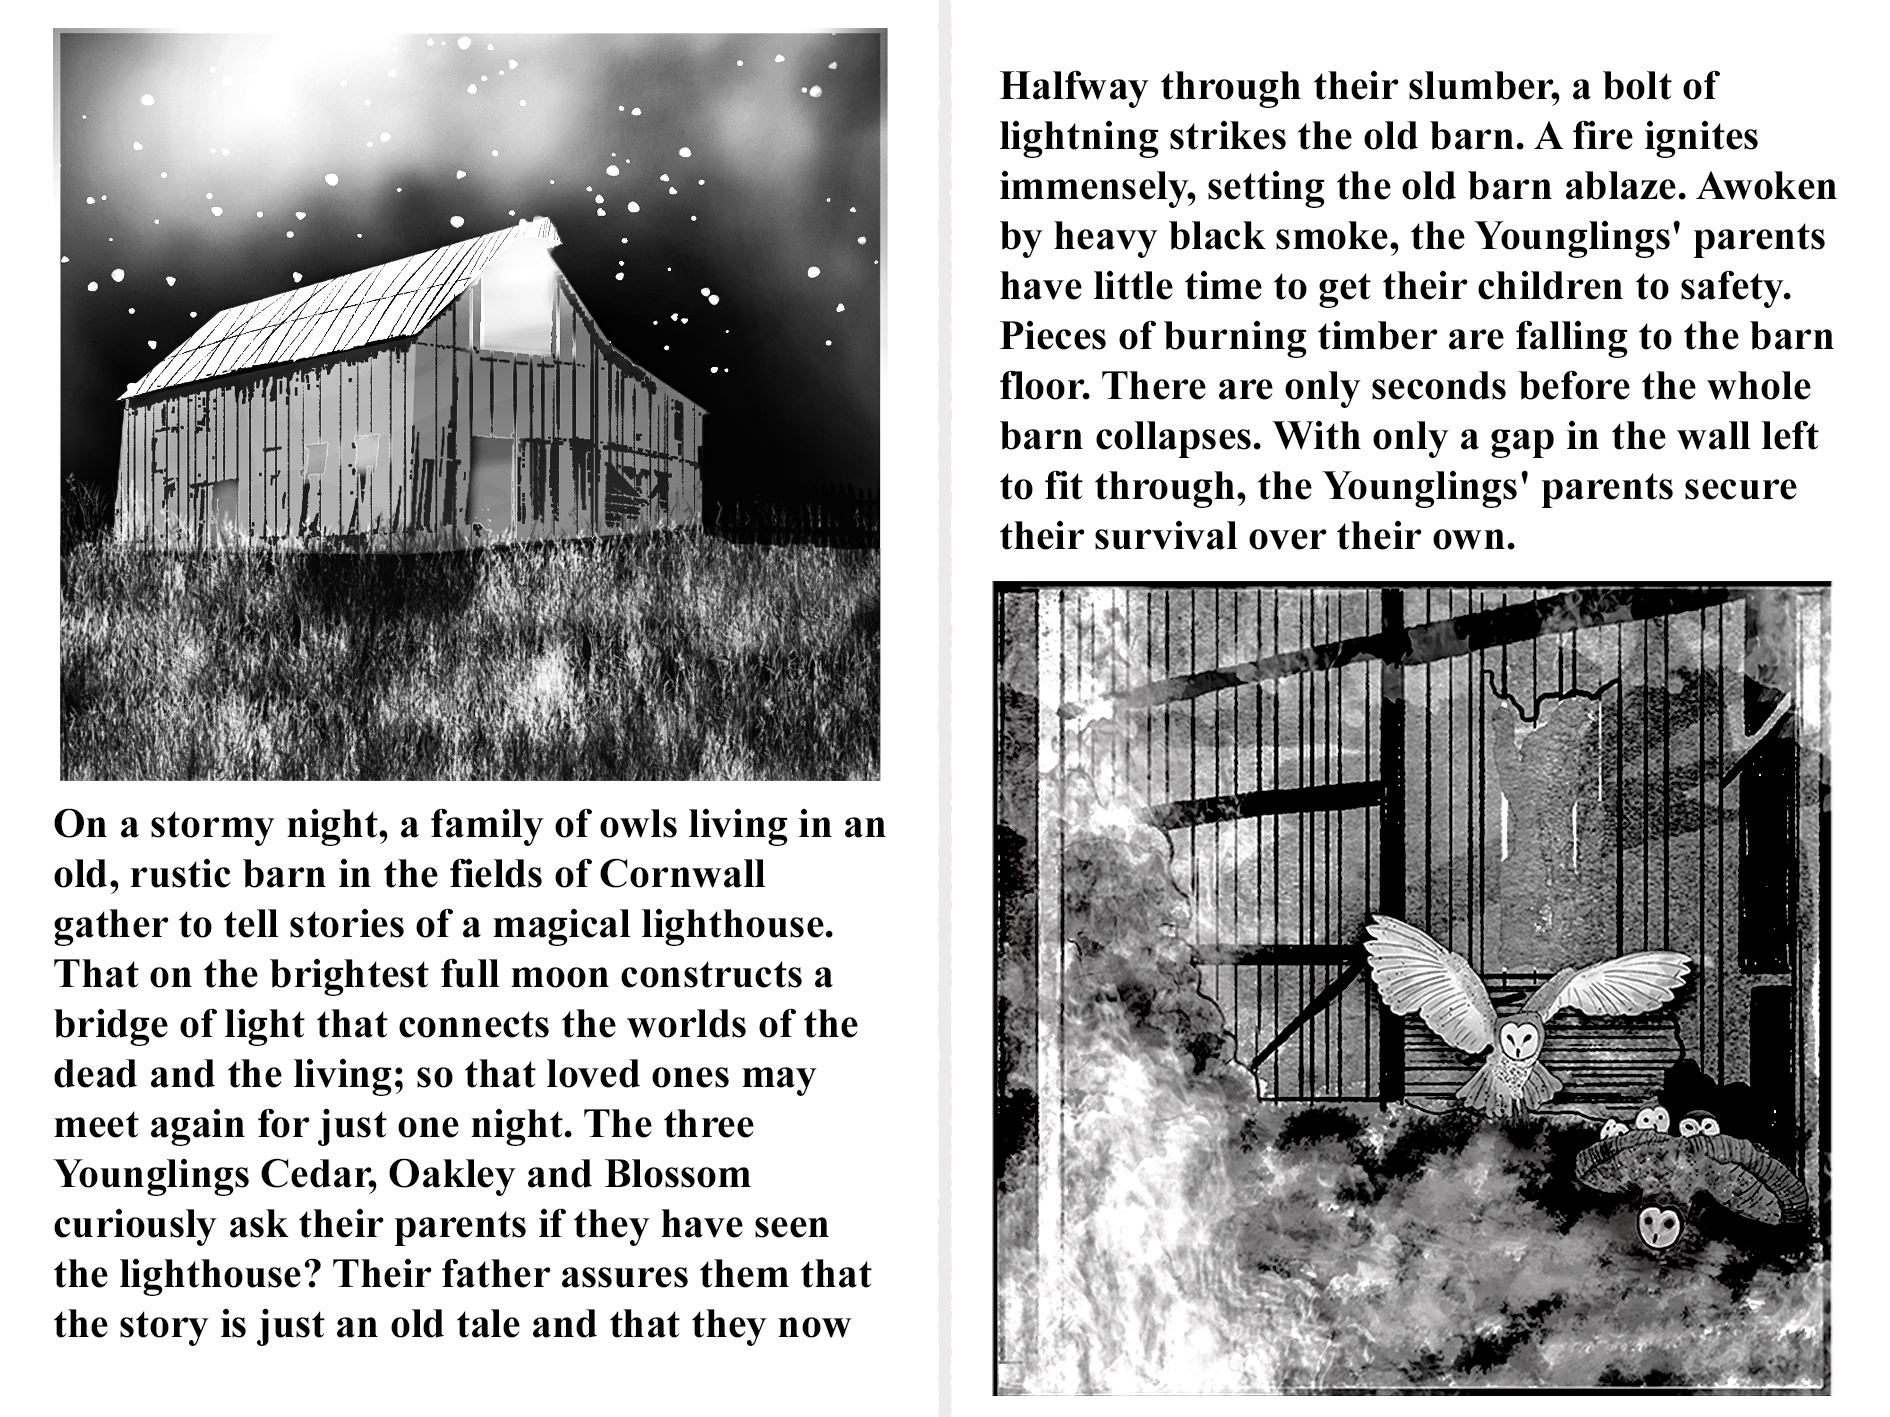 On a stormy night, a family of owls living in an
old, rustic barn in the fields of Cornwall
gather to tell stories of a magical lighthouse.
That on the brightest full moon constructs a
bridge of light that connects the worlds of the
dead and the living; so that loved ones may
meet again for just one night. The three
Younglings Cedar, Oakley and Blossom
curiously ask their parents if they have seen
the lighthouse? Their father assures them that
the story is just an old tale and that they now
Halfway through their slumber, a bolt of
lightning strikes the old barn. A fire ignites
immensely, setting the old barn ablaze. Awoken
by heavy black smoke, the Younglings' parents
have little time to get their children to safety.
Pieces of burning timber are falling to the barn
floor. There are only seconds before the whole
barn collapses. With only a gap in the wall left
to fit through, the Younglings' parents secure
their survival over their own.